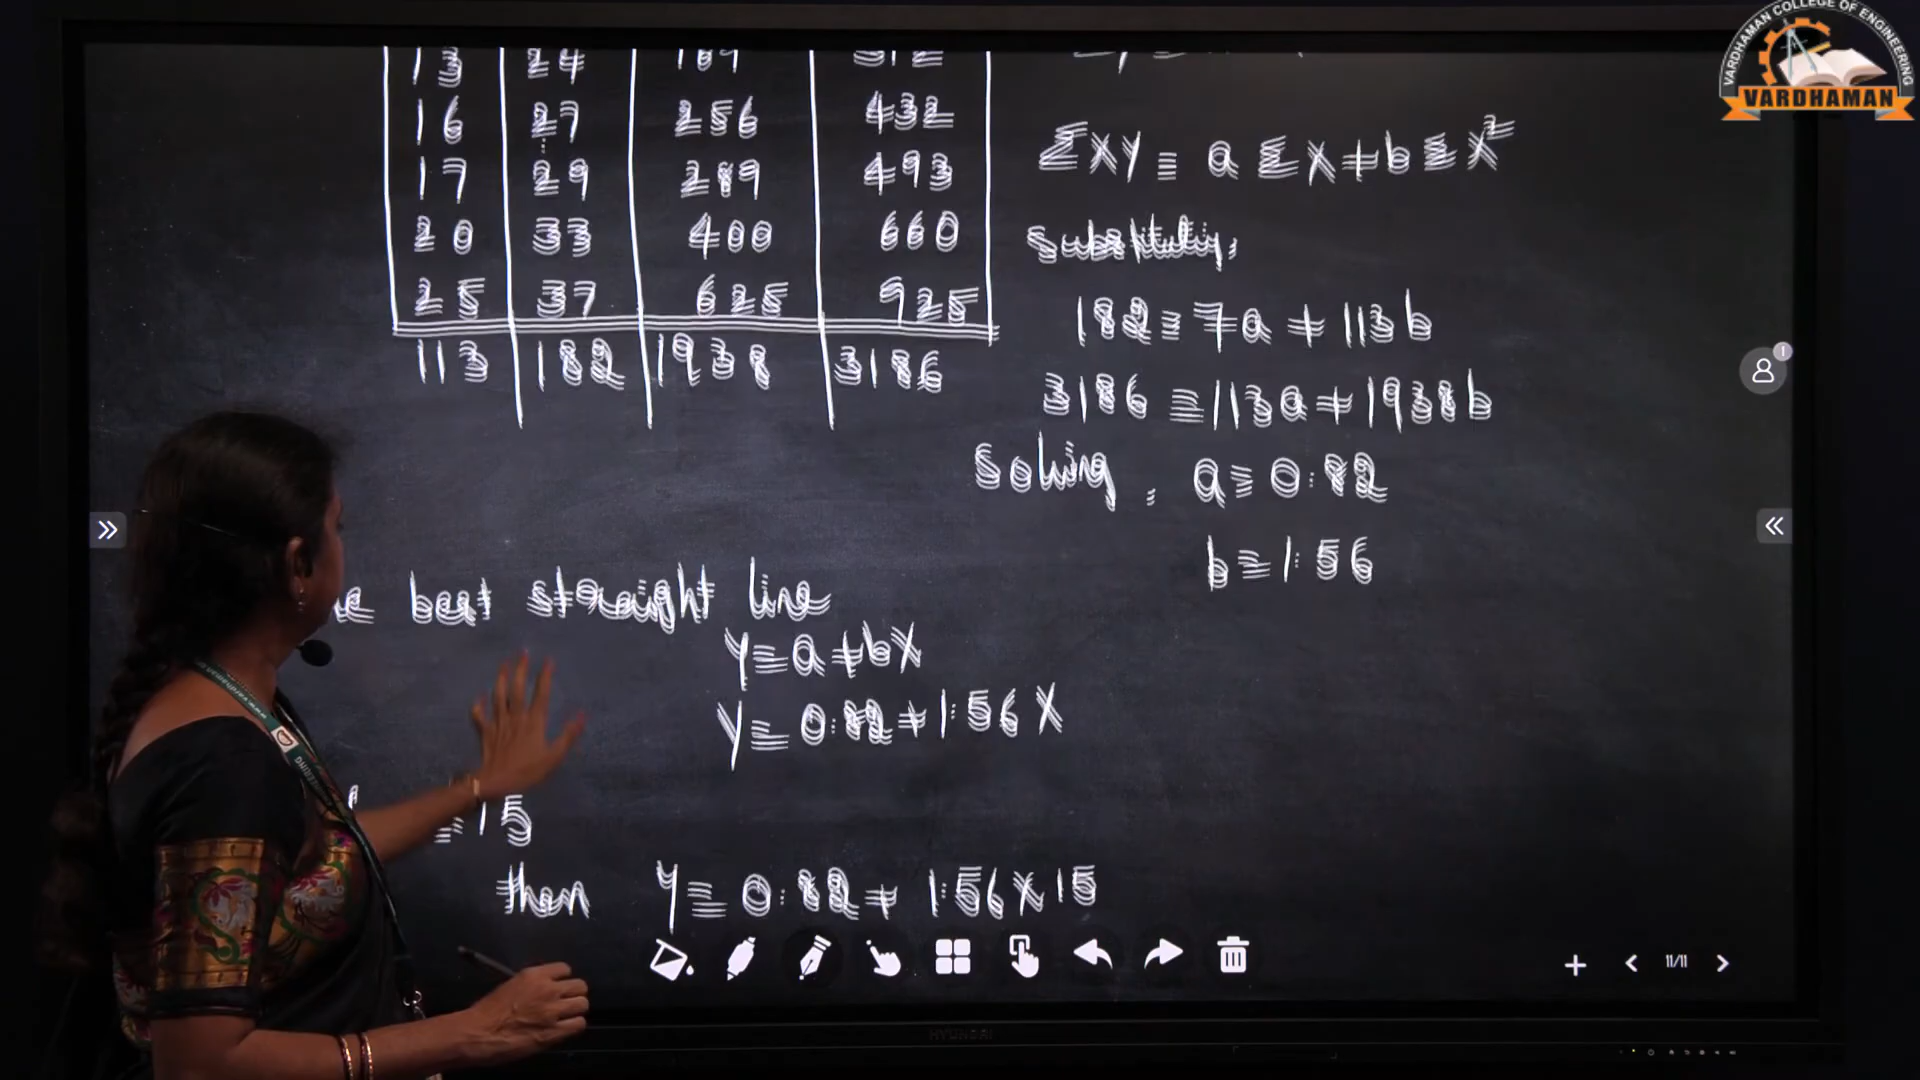 13 24 169 312
16 27 256 432
17 29 289 493
20 33 400 660
25 37 625 925
113 182 1938 3186
ΣXY = aΣX + bΣX²
Substituting,
182 = 7a + 113b
3186 = 113a + 1938b
Solving, a = 0.82
b = 1.56
best straight line
Y = a + bX
Y = 0.82 + 1.56X
= 15
then Y = 0.82 + 1.56X15
VARDHAMAN COLLEGE OF ENGINEERING
VARDHAMAN
1
11/11
HYUNDAI